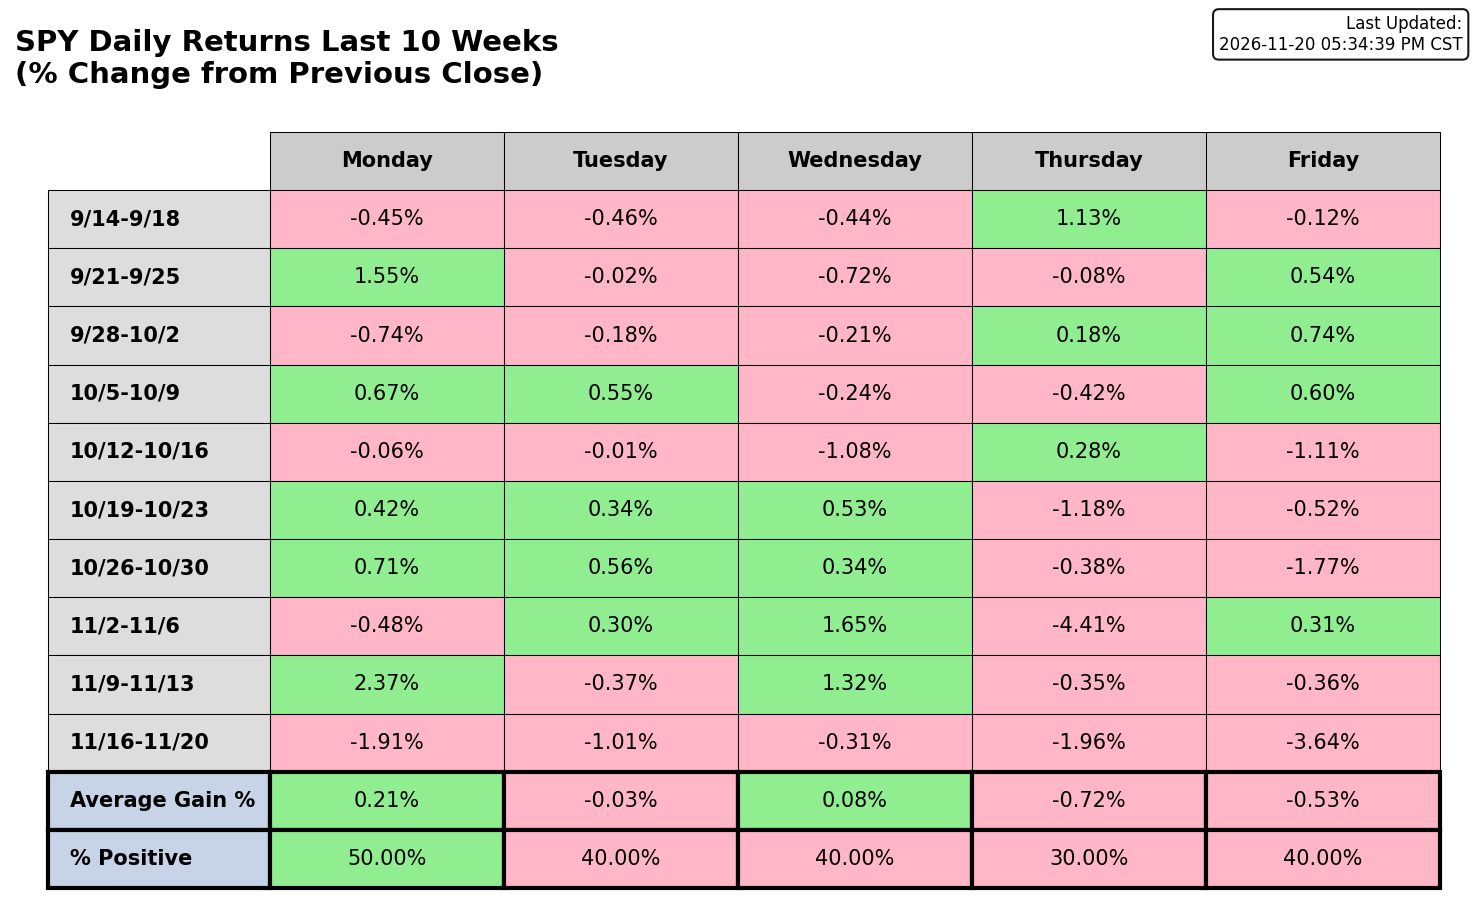 SPY Daily Returns Last 10 Weeks
(% Change from Previous Close)
Last Updated:
2026-11-20 05:34:39 PM CST
Monday Tuesday Wednesday Thursday Friday
9/14-9/18 -0.45% -0.46% -0.44% 1.13% -0.12%
9/21-9/25 1.55% -0.02% -0.72% -0.08% 0.54%
9/28-10/2 -0.74% -0.18% -0.21% 0.18% 0.74%
10/5-10/9 0.67% 0.55% -0.24% -0.42% 0.60%
10/12-10/16 -0.06% -0.01% -1.08% 0.28% -1.11%
10/19-10/23 0.42% 0.34% 0.53% -1.18% -0.52%
10/26-10/30 0.71% 0.56% 0.34% -0.38% -1.77%
11/2-11/6 -0.48% 0.30% 1.65% -4.41% 0.31%
11/9-11/13 2.37% -0.37% 1.32% -0.35% -0.36%
11/16-11/20 -1.91% -1.01% -0.31% -1.96% -3.64%
Average Gain % 0.21% -0.03% 0.08% -0.72% -0.53%
% Positive 50.00% 40.00% 40.00% 30.00% 40.00%